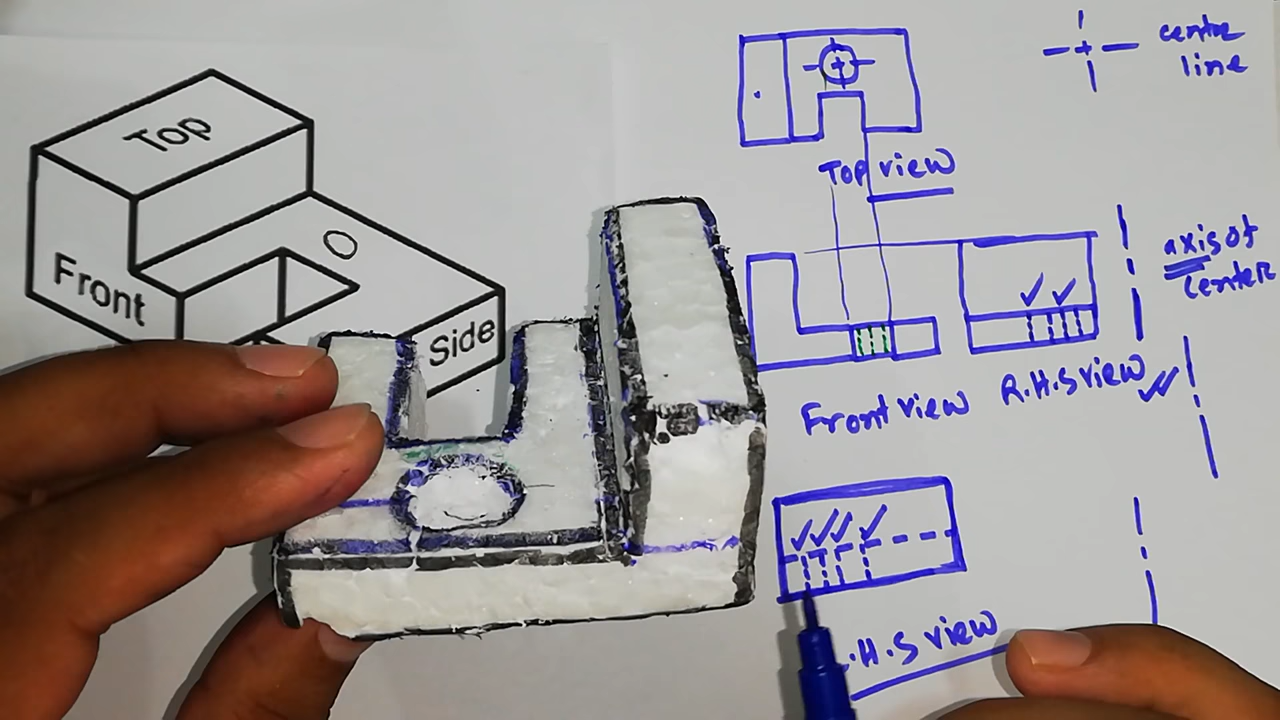 Top
Front
Side
centre
line
Top view
axis of
center
Front view
R.H.S view
.H.S view